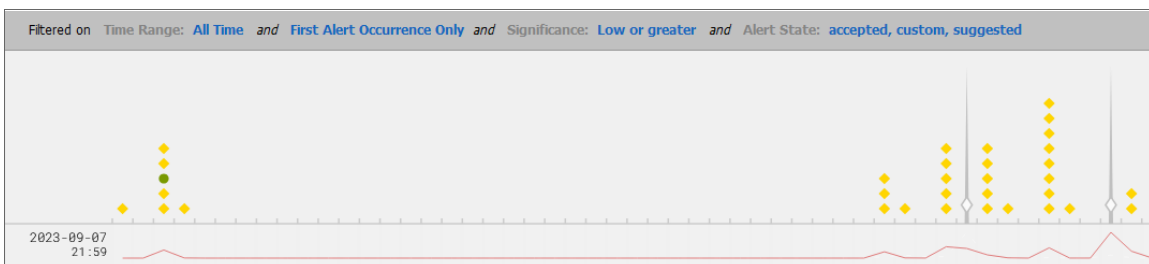 Filtered on Time Range: All Time and First Alert Occurrence Only and Significance: Low or greater and Alert State: accepted, custom, suggested
2023-09-07
21:59